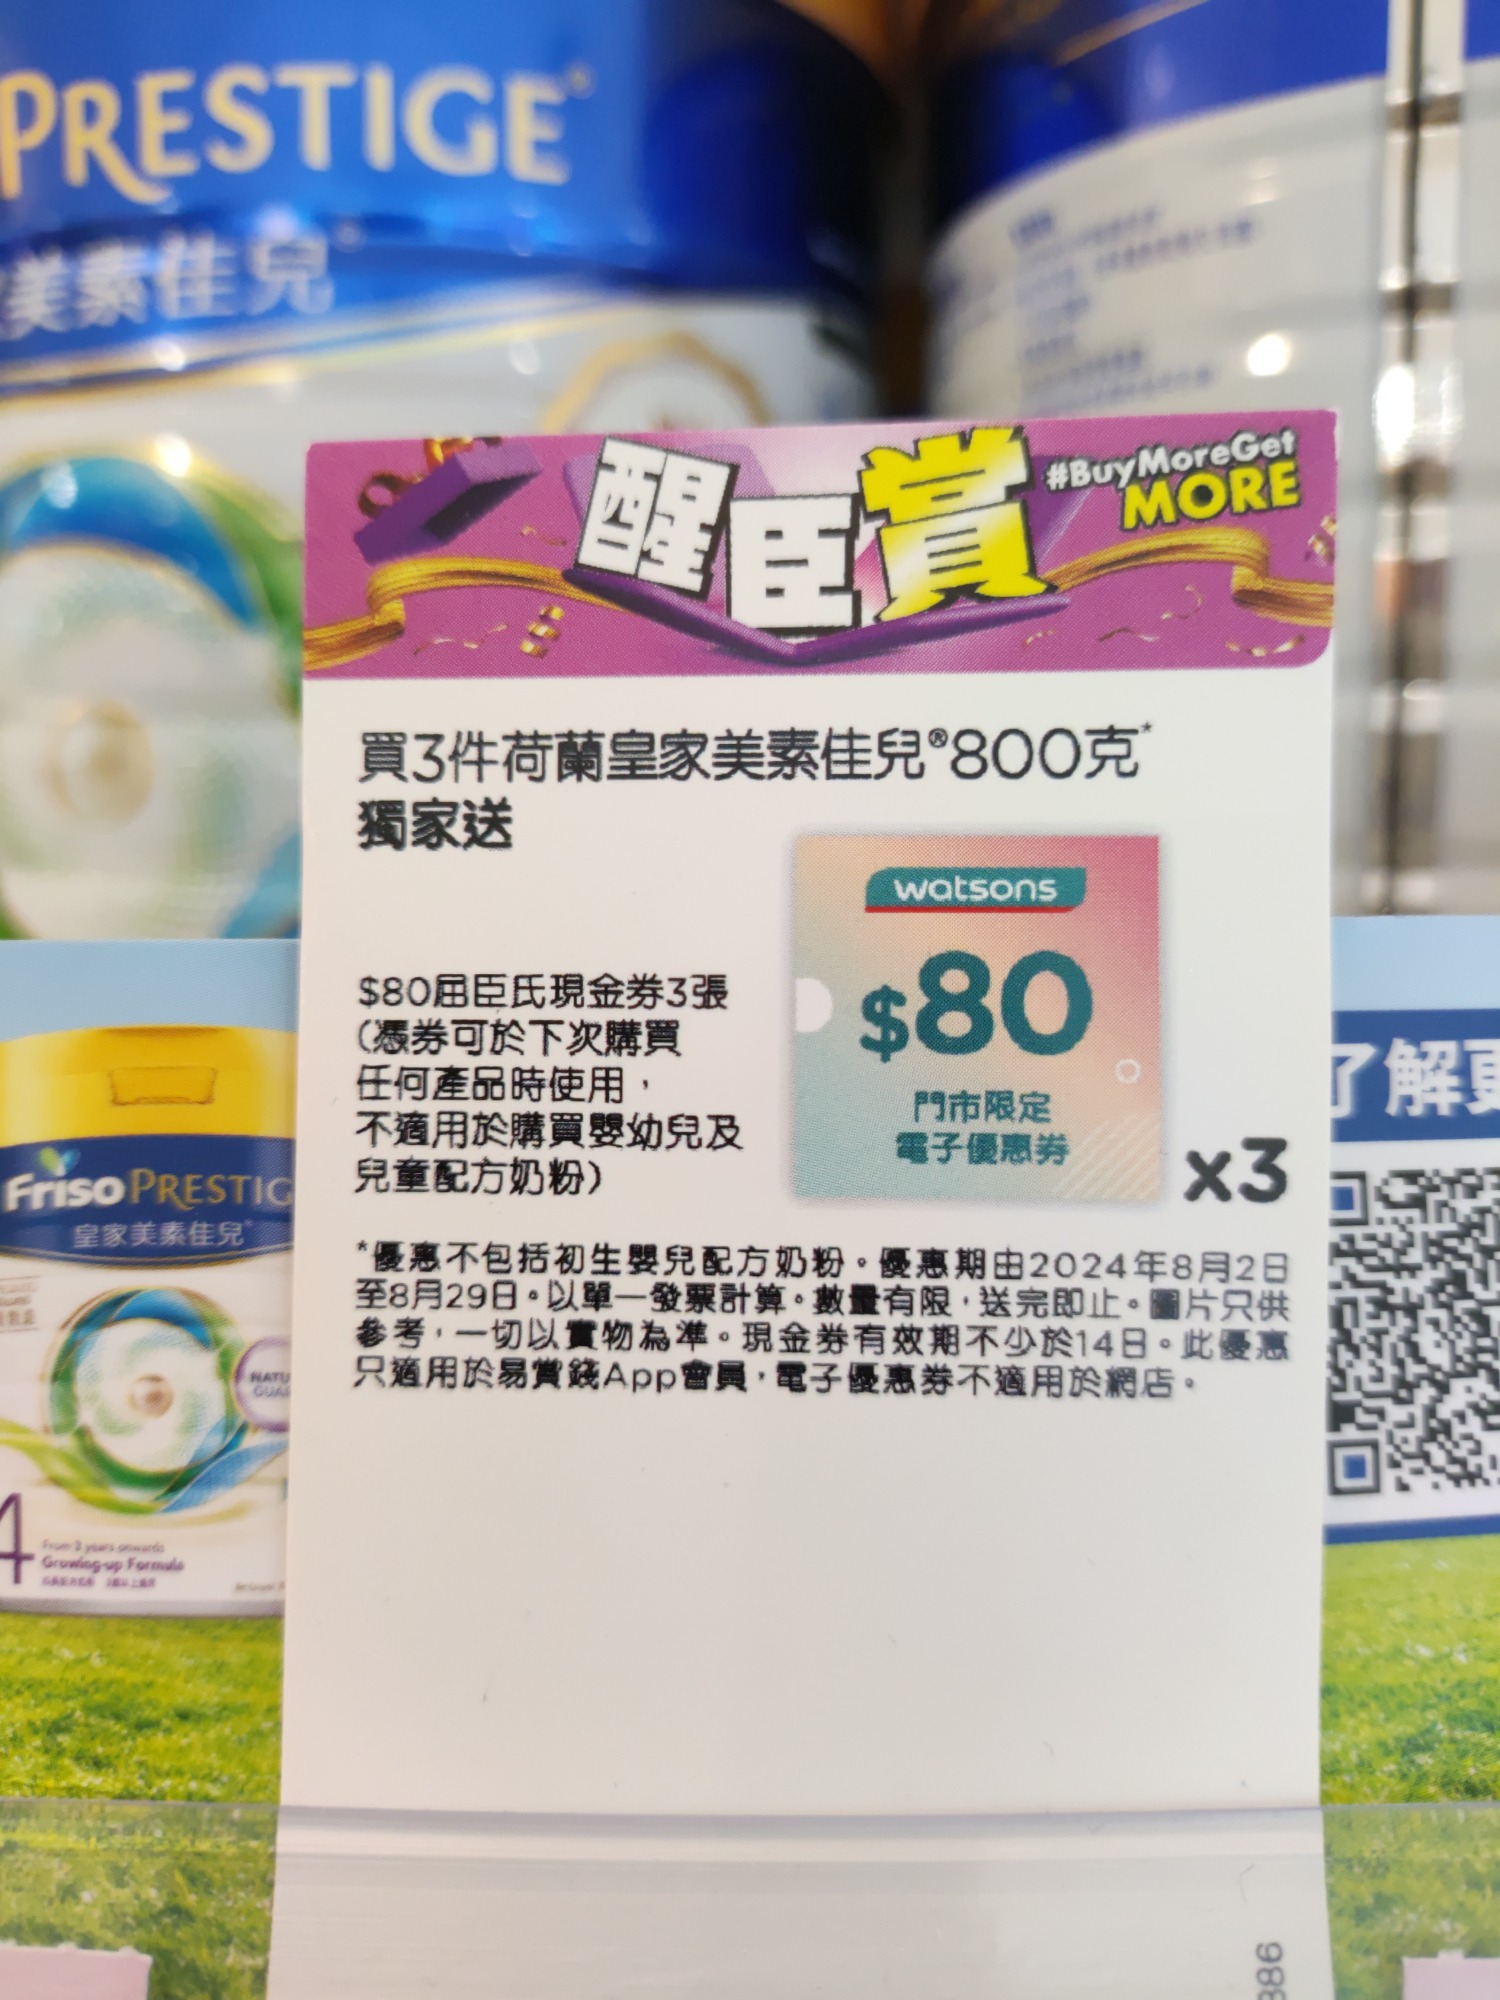 PRESTIGE
美素佳兒
醒臣賞
#BuyMoreGet
MORE
買3件荷蘭皇家美素佳兒®800克*
獨家送
$80屈臣氏現金券3張
(憑券可於下次購買
任何產品時使用，
不適用於購買嬰幼兒及
兒童配方奶粉)
watsons
$80
門市限定
電子優惠券
x3
*優惠不包括初生嬰兒配方奶粉。優惠期由2024年8月2日
至8月29日。以單一發票計算。數量有限，送完即止。圖片只供
參考，一切以實物為準。現金券有效期不少於14日。此優惠
只適用於易賞錢App會員，電子優惠券不適用於網店。
Friso PRESTIG
皇家美素佳兒
NATU
GUA
4
From 3 years onwards
Growing-up Formula
了解更
886